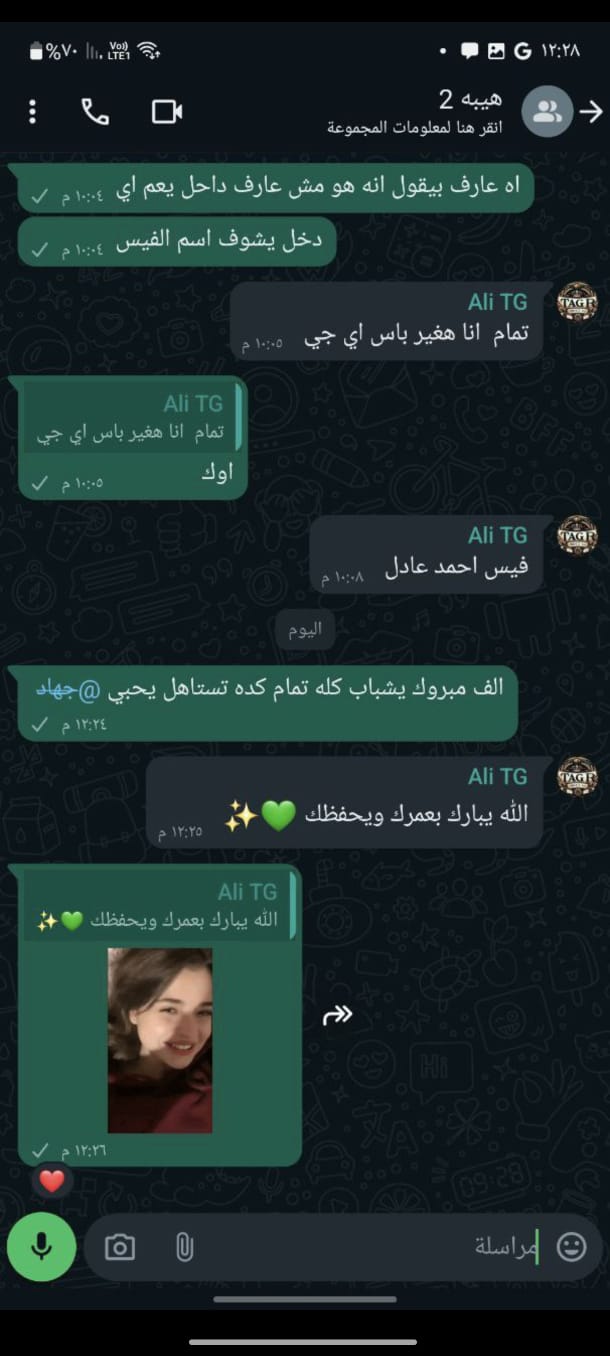 ١٢:٢٨
%٧٠
Vo))
LTE1
هيبه 2
انقر هنا لمعلومات المجموعة
اه عارف بيقول انه هو مش عارف داخل يعم اي
١٠:٠٤ م
دخل يشوف اسم الفيس
١٠:٠٤ م
Ali TG
تمام انا هغير باس اي جي
١٠:٠٥ م
Ali TG
تمام انا هغير باس اي جي
اوك
١٠:٠٥ م
Ali TG
فيس احمد عادل
١٠:٠٨ م
اليوم
الف مبروك يشباب كله تمام كده تستاهل يحبي @جهاد
١٢:٢٤ م
Ali TG
الله يبارك بعمرك ويحفظك 💚✨
١٢:٢٥ م
Ali TG
الله يبارك بعمرك ويحفظك 💚✨
١٢:٢٦ م
مراسلة